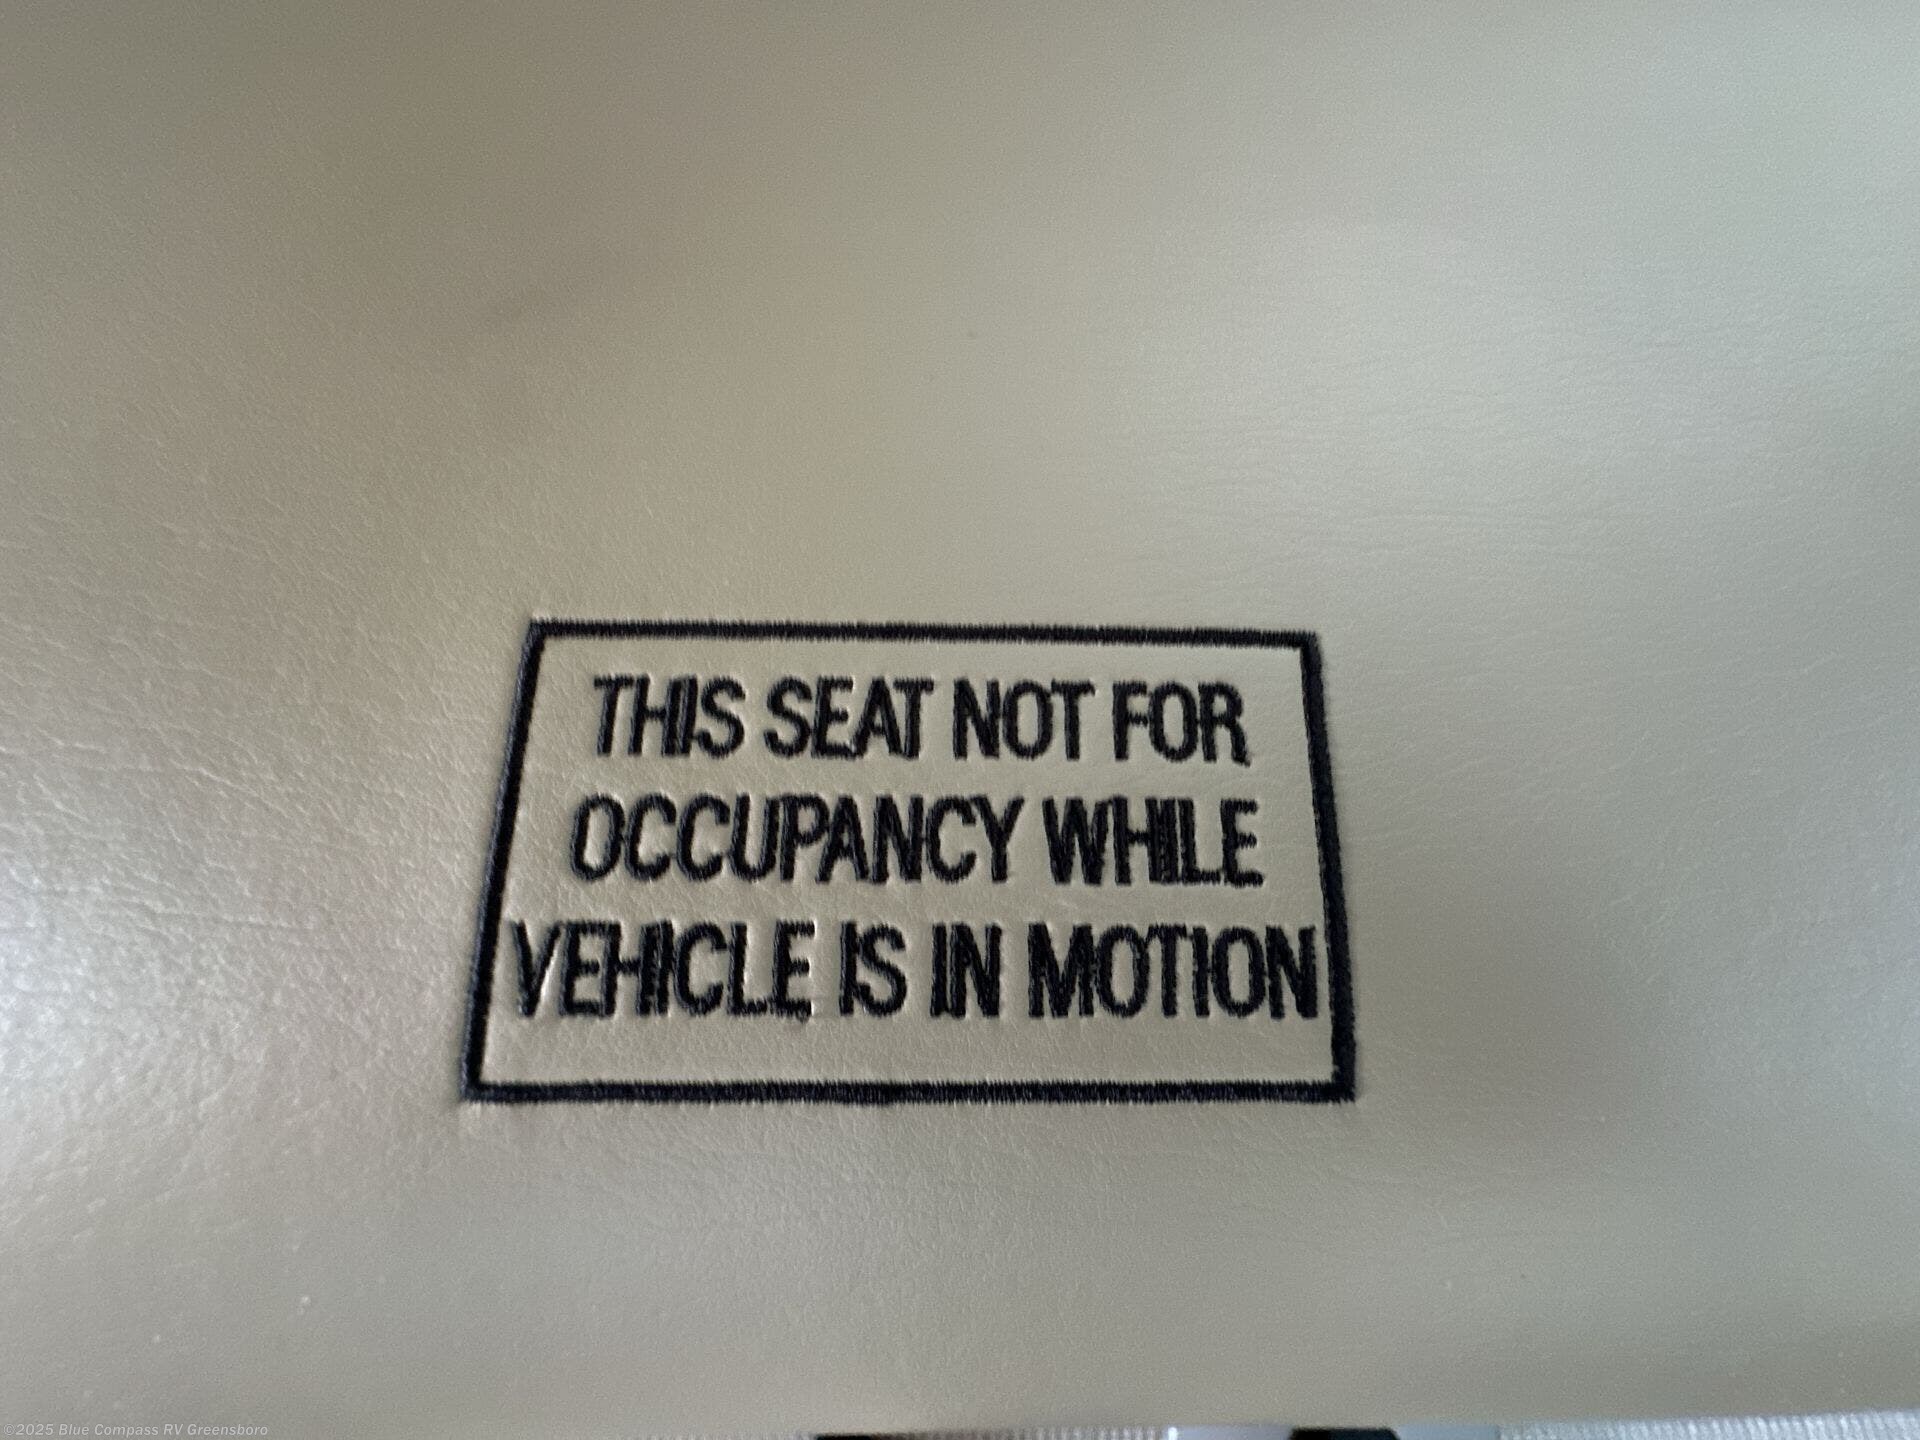 THIS SEAT NOT FOR
OCCUPANCY WHILE
VEHICLE IS IN MOTION
©2025 Blue Compass RV Greensboro